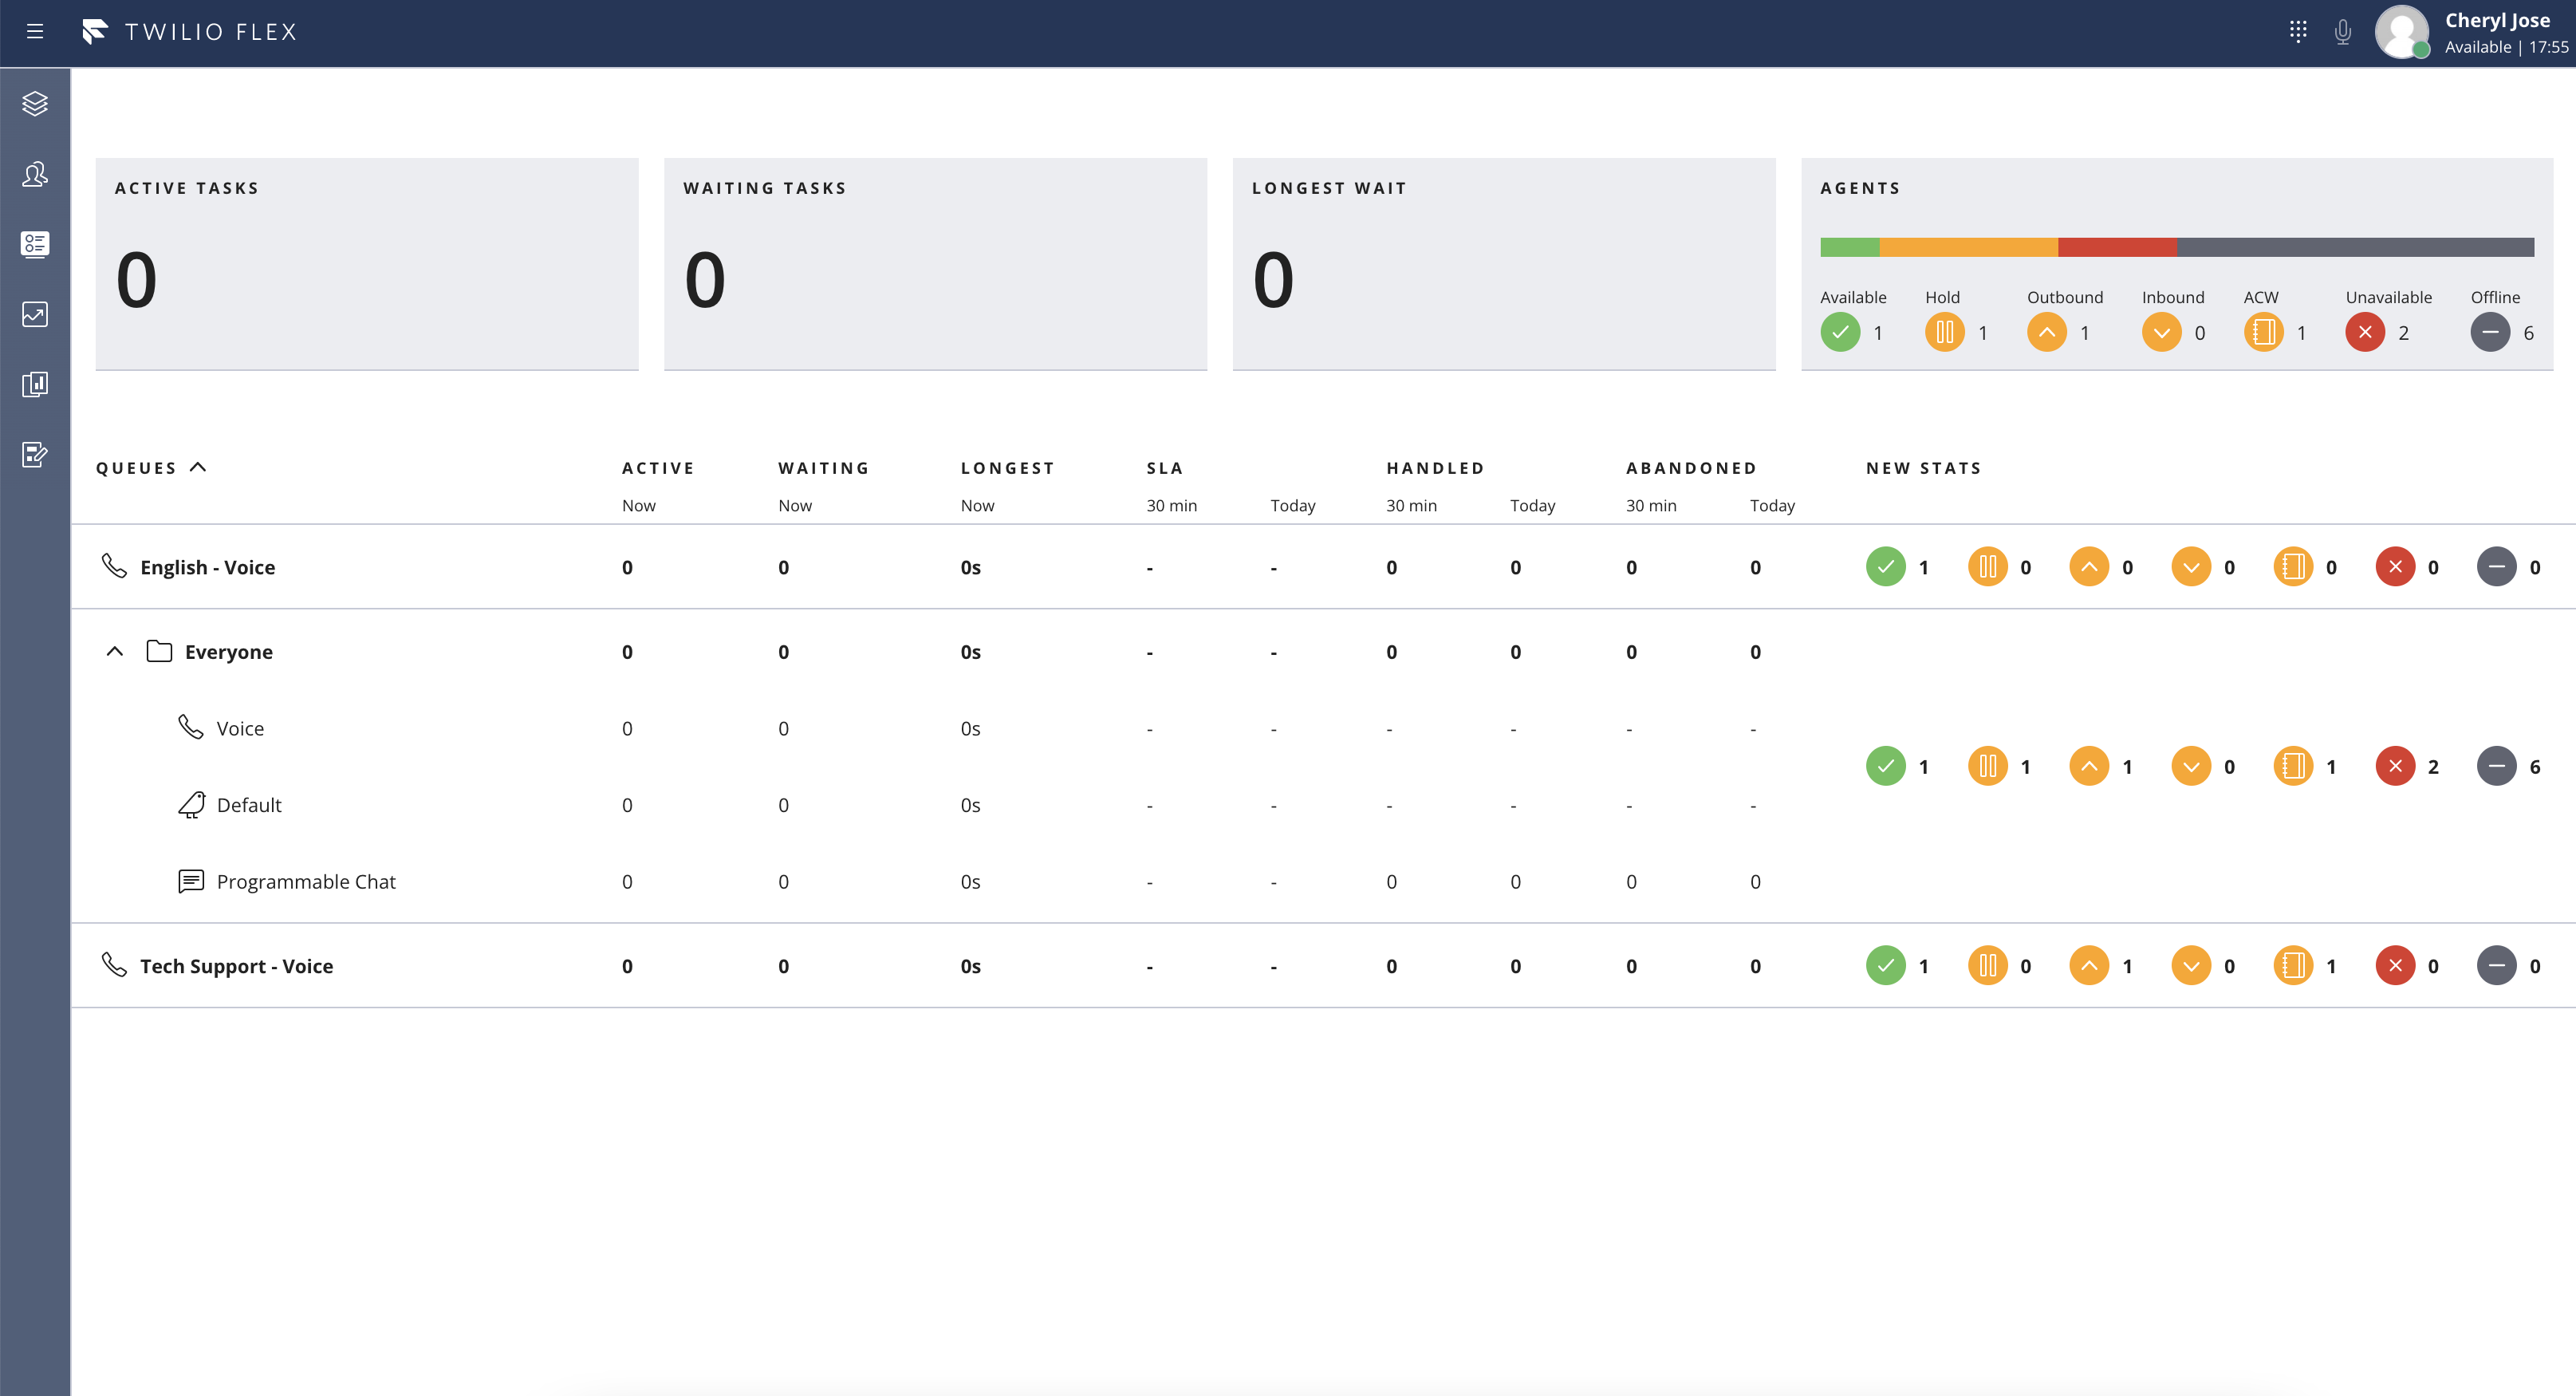 TWILIO FLEX
Cheryl Jose
Available | 17:55
ACTIVE TASKS
0
WAITING TASKS
0
LONGEST WAIT
0
AGENTS
Available Hold Outbound Inbound ACW Unavailable Offline
1 1 1 0 1 2 6
QUEUES ACTIVE WAITING LONGEST SLA HANDLED ABANDONED NEW STATS
Now Now Now 30 min Today 30 min Today 30 min Today
English - Voice 0 0 0s - - 0 0 0 0 1 0 0 0 0 0 0
Everyone 0 0 0s - - 0 0 0 0
Voice 0 0 0s - - - - - -
1 1 1 0 1 2 6
Default 0 0 0s - - - - - -
Programmable Chat 0 0 0s - - 0 0 0 0
Tech Support - Voice 0 0 0s - - 0 0 0 0 1 0 1 0 1 0 0